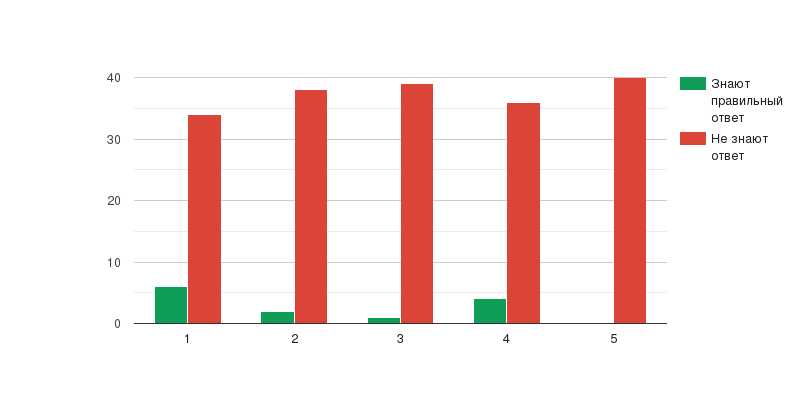 40
30
20
10
0
1 2 3 4 5
Знают
правильный
ответ
Не знают
ответ